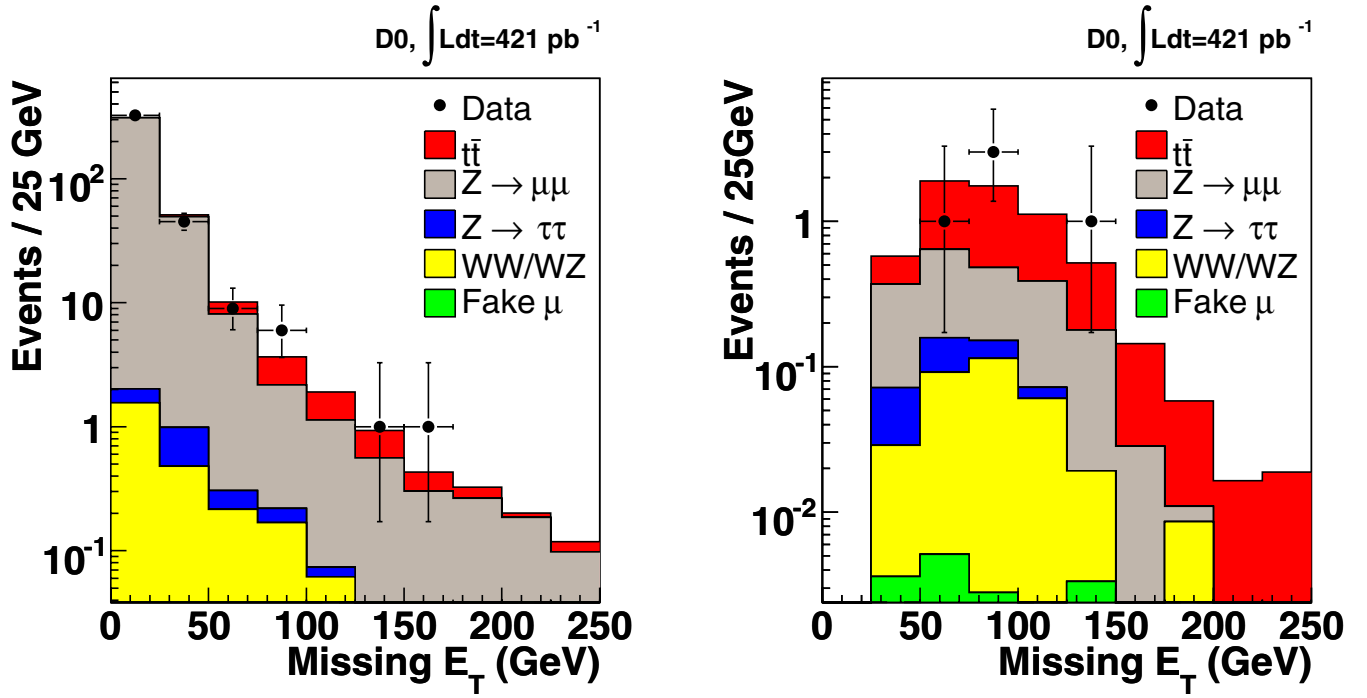 D0, ∫Ldt=421 pb⁻¹
Events / 25 GeV
10²
10
1
10⁻¹
Data
tt̄
Z → μμ
Z → ττ
WW/WZ
Fake μ
0 50 100 150 200 250
Missing E_T (GeV)
D0, ∫Ldt=421 pb⁻¹
Events / 25GeV
1
10⁻¹
10⁻²
Data
tt̄
Z → μμ
Z → ττ
WW/WZ
Fake μ
0 50 100 150 200 250
Missing E_T (GeV)